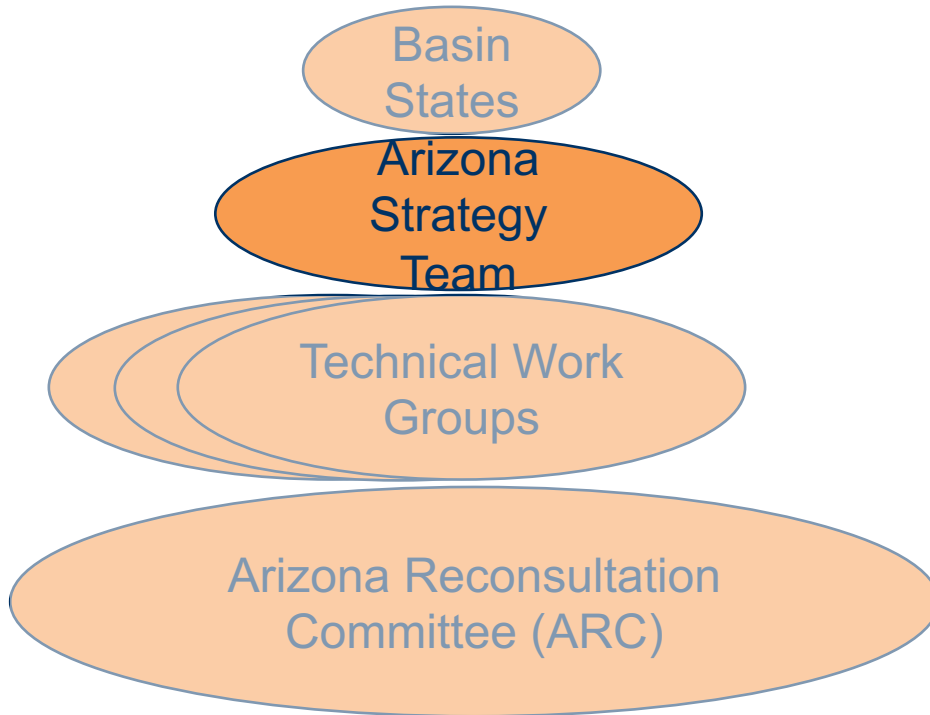 Basin
States
Arizona
Strategy
Team
Technical Work
Groups
Arizona Reconsultation
Committee (ARC)